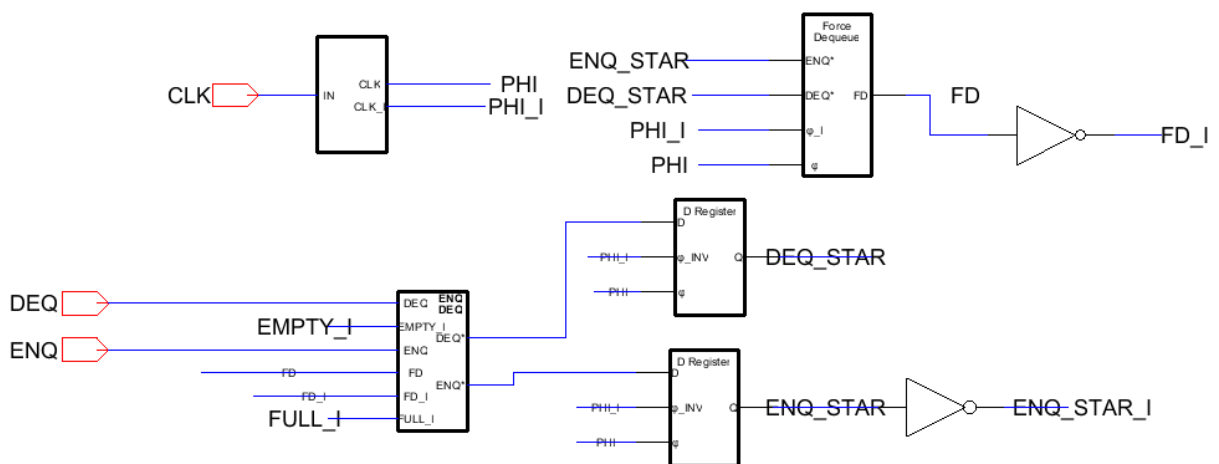 CLK
IN
CLK
CLK_I
PHI
PHI_I
Force
Dequeue
ENQ_STAR
ENQ*
DEQ_STAR
DEQ*
FD
FD
PHI_I
φ_I
PHI
φ
FD_I
D Register
D
PHI_I
φ_INV
Q
DEQ_STAR
PHI
φ
DEQ
DEQ
ENQ
DEQ
EMPTY_I
EMPTY_I
DEQ*
ENQ
ENQ
FD
FD
ENQ*
FD_I
FD_I
FULL_I
FULL_I
D Register
D
PHI_I
φ_INV
Q
ENQ_STAR
ENQ_STAR_I
PHI
φ